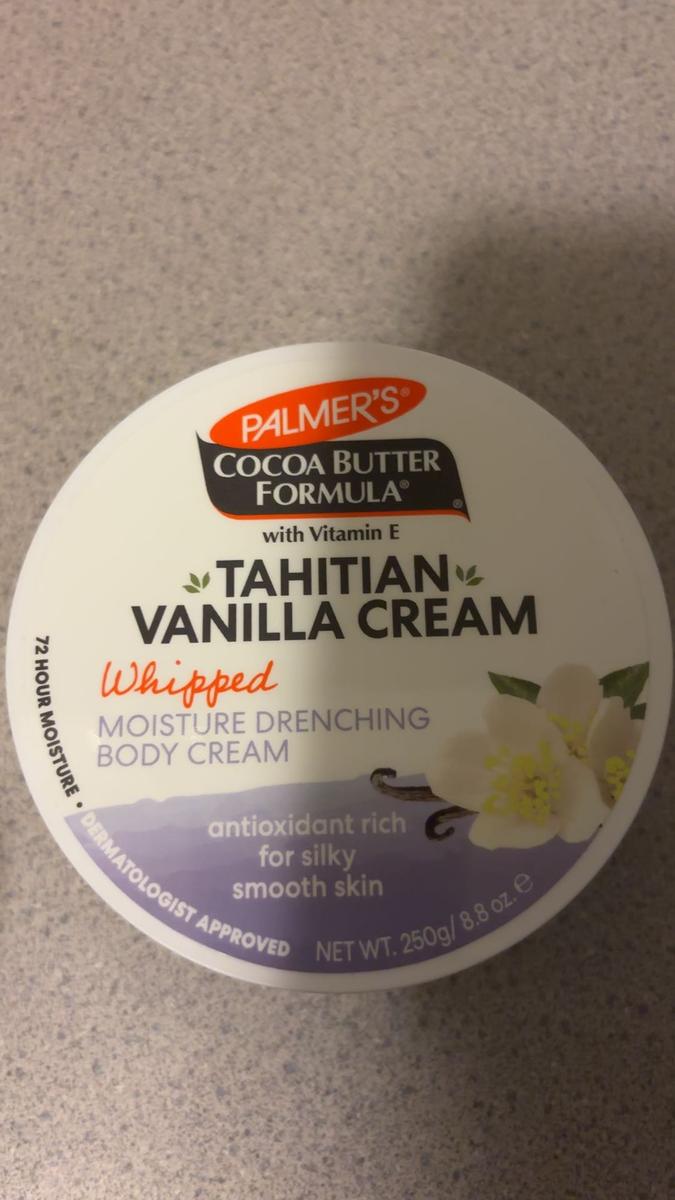 PALMER'S®
COCOA BUTTER
FORMULA®
®
with Vitamin E
TAHITIAN
VANILLA CREAM
Whipped
MOISTURE DRENCHING
BODY CREAM
antioxidant rich
for silky
smooth skin
72 HOUR MOISTURE • DERMATOLOGIST APPROVED
NET WT. 250g/ 8.8 oz. ℮